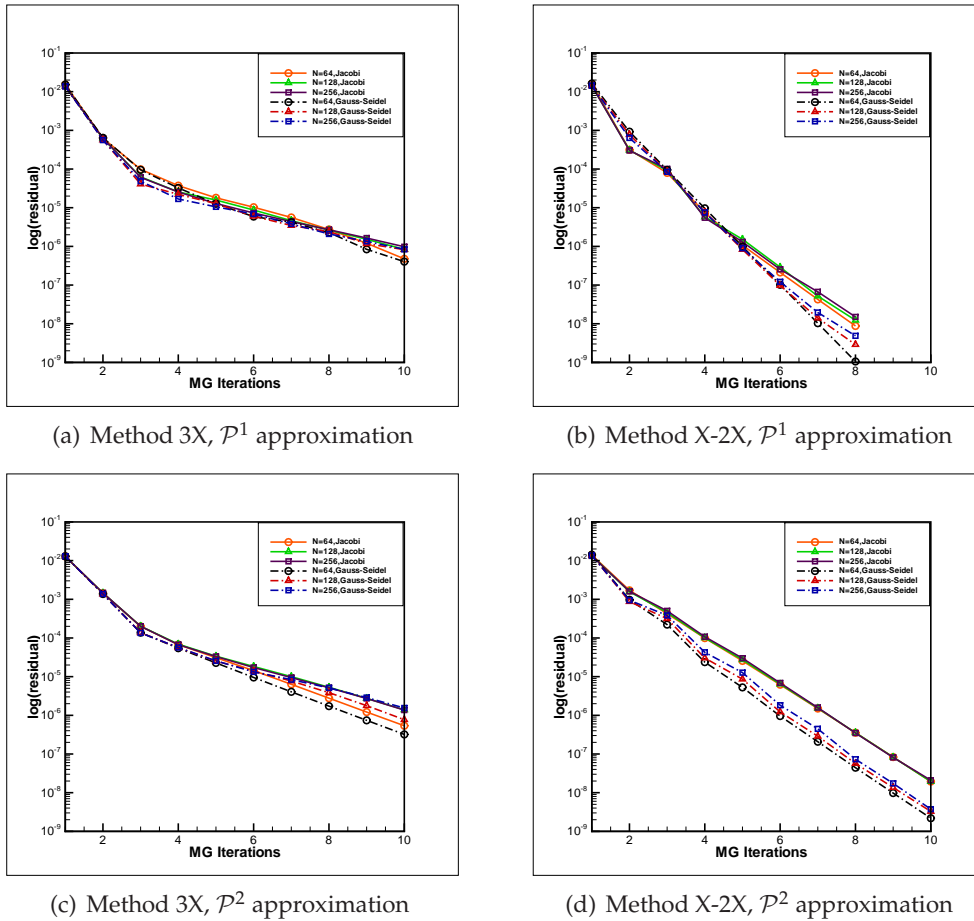 log(residual)
10-1
10-2
10-3
10-4
10-5
10-6
10-7
10-8
10-9
2 4 6 8 10
MG Iterations
N=64,Jacobi
N=128,Jacobi
N=256,Jacobi
N=64,Gauss-Seidel
N=128,Gauss-Seidel
N=256,Gauss-Seidel
(a) Method 3X, P1 approximation
log(residual)
10-1
10-2
10-3
10-4
10-5
10-6
10-7
10-8
10-9
2 4 6 8 10
MG Iterations
N=64,Jacobi
N=128,Jacobi
N=256,Jacobi
N=64,Gauss-Seidel
N=128,Gauss-Seidel
N=256,Gauss-Seidel
(b) Method X-2X, P1 approximation
log(residual)
10-1
10-2
10-3
10-4
10-5
10-6
10-7
10-8
10-9
2 4 6 8 10
MG Iterations
N=64,Jacobi
N=128,Jacobi
N=256,Jacobi
N=64,Gauss-Seidel
N=128,Gauss-Seidel
N=256,Gauss-Seidel
(c) Method 3X, P2 approximation
log(residual)
10-1
10-2
10-3
10-4
10-5
10-6
10-7
10-8
10-9
2 4 6 8 10
MG Iterations
N=64,Jacobi
N=128,Jacobi
N=256,Jacobi
N=64,Gauss-Seidel
N=128,Gauss-Seidel
N=256,Gauss-Seidel
(d) Method X-2X, P2 approximation